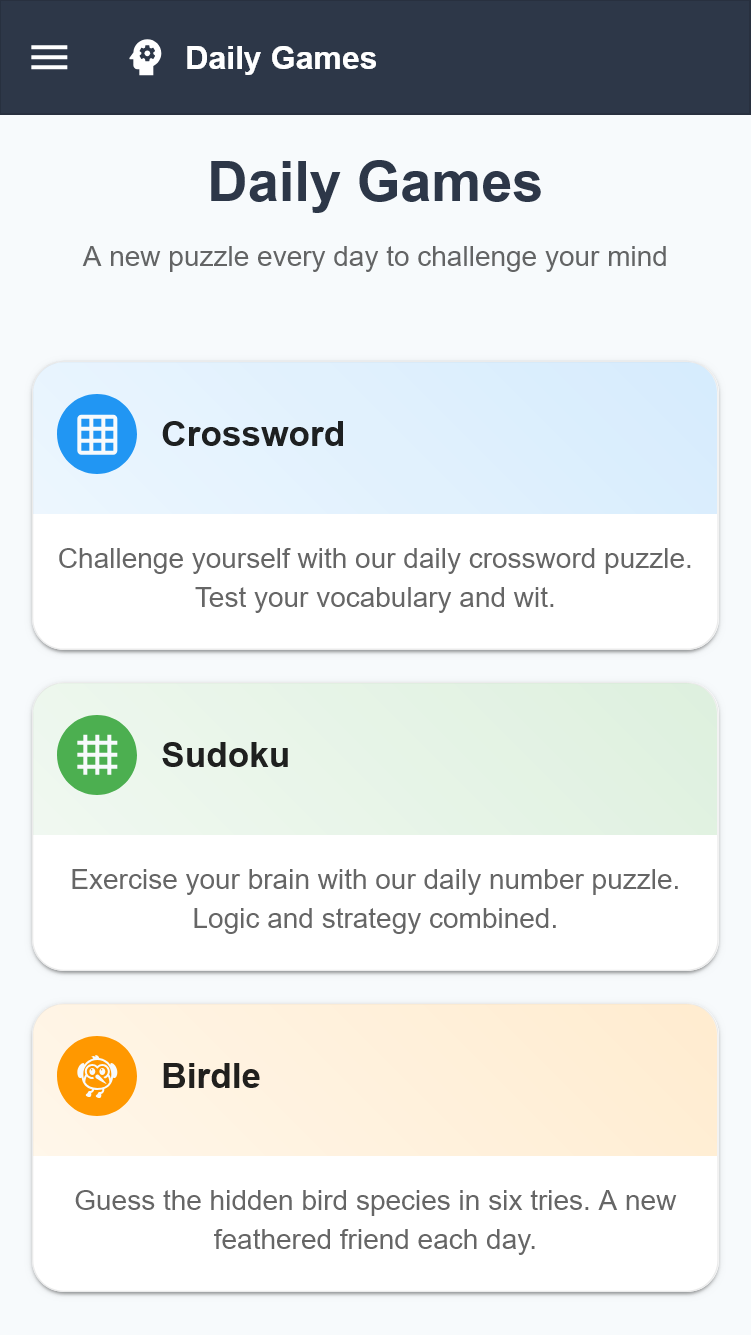 Daily Games
Daily Games
A new puzzle every day to challenge your mind
Crossword
Challenge yourself with our daily crossword puzzle.
Test your vocabulary and wit.
Sudoku
Exercise your brain with our daily number puzzle.
Logic and strategy combined.
Birdle
Guess the hidden bird species in six tries. A new
feathered friend each day.